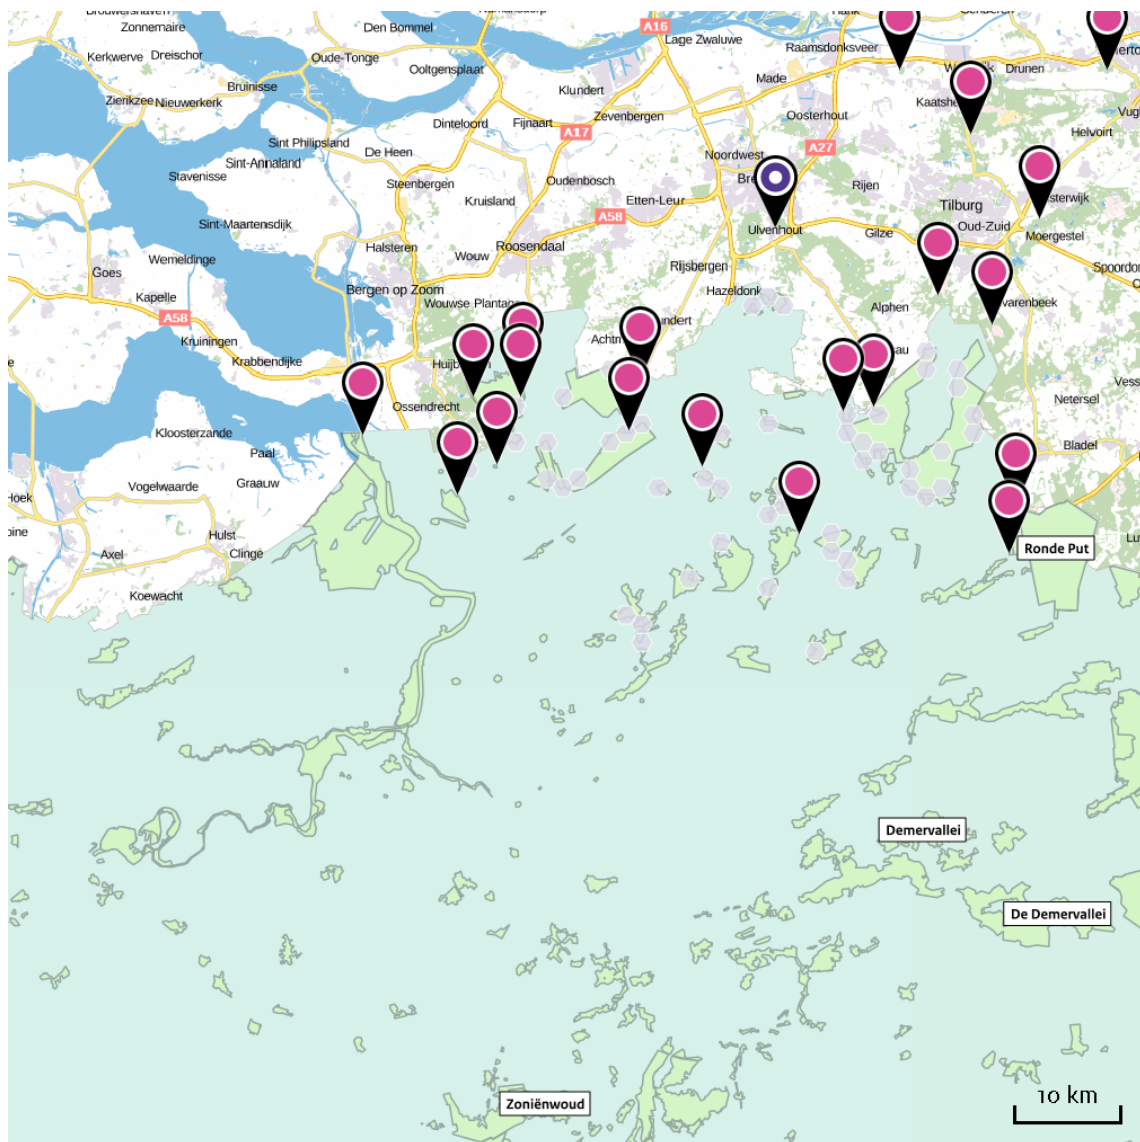 Zonnemaire
Den Bommel
A16
Lage Zwaluwe
Raamsdonksveer
Kerkwerve
Dreischor
Oude-Tonge
Ooltgensplaat
Drunen
Bruinisse
Klundert
Made
Zierikzee
Nieuwerkerk
Zevenbergen
Oosterhout
Dinteloord
Fijnaart
A17
Sint Philipsland
De Heen
Noordwest
A27
Helvoirt
Sint-Annaland
Stavenisse
Steenbergen
Oudenbosch
Rijen
Kruisland
Etten-Leur
Tilburg
A58
Sint-Maartensdijk
Ulvenhout
Gilze
Oud-Zuid
Moergestel
Halsteren
Roosendaal
Wouw
Wemeldinge
Goes
Rijsbergen
Bergen op Zoom
Hazeldonk
Kapelle
Wouwse Plantage
Alphen
A58
Kruiningen
Krabbendijke
Ossendrecht
Netersel
Kloosterzande
Paal
Bladel
Graauw
Vogelwaarde
Hulst
Axel
Clinge
Ronde Put
Koewacht
Demervallei
De Demervallei
Zoniënwoud
10 km